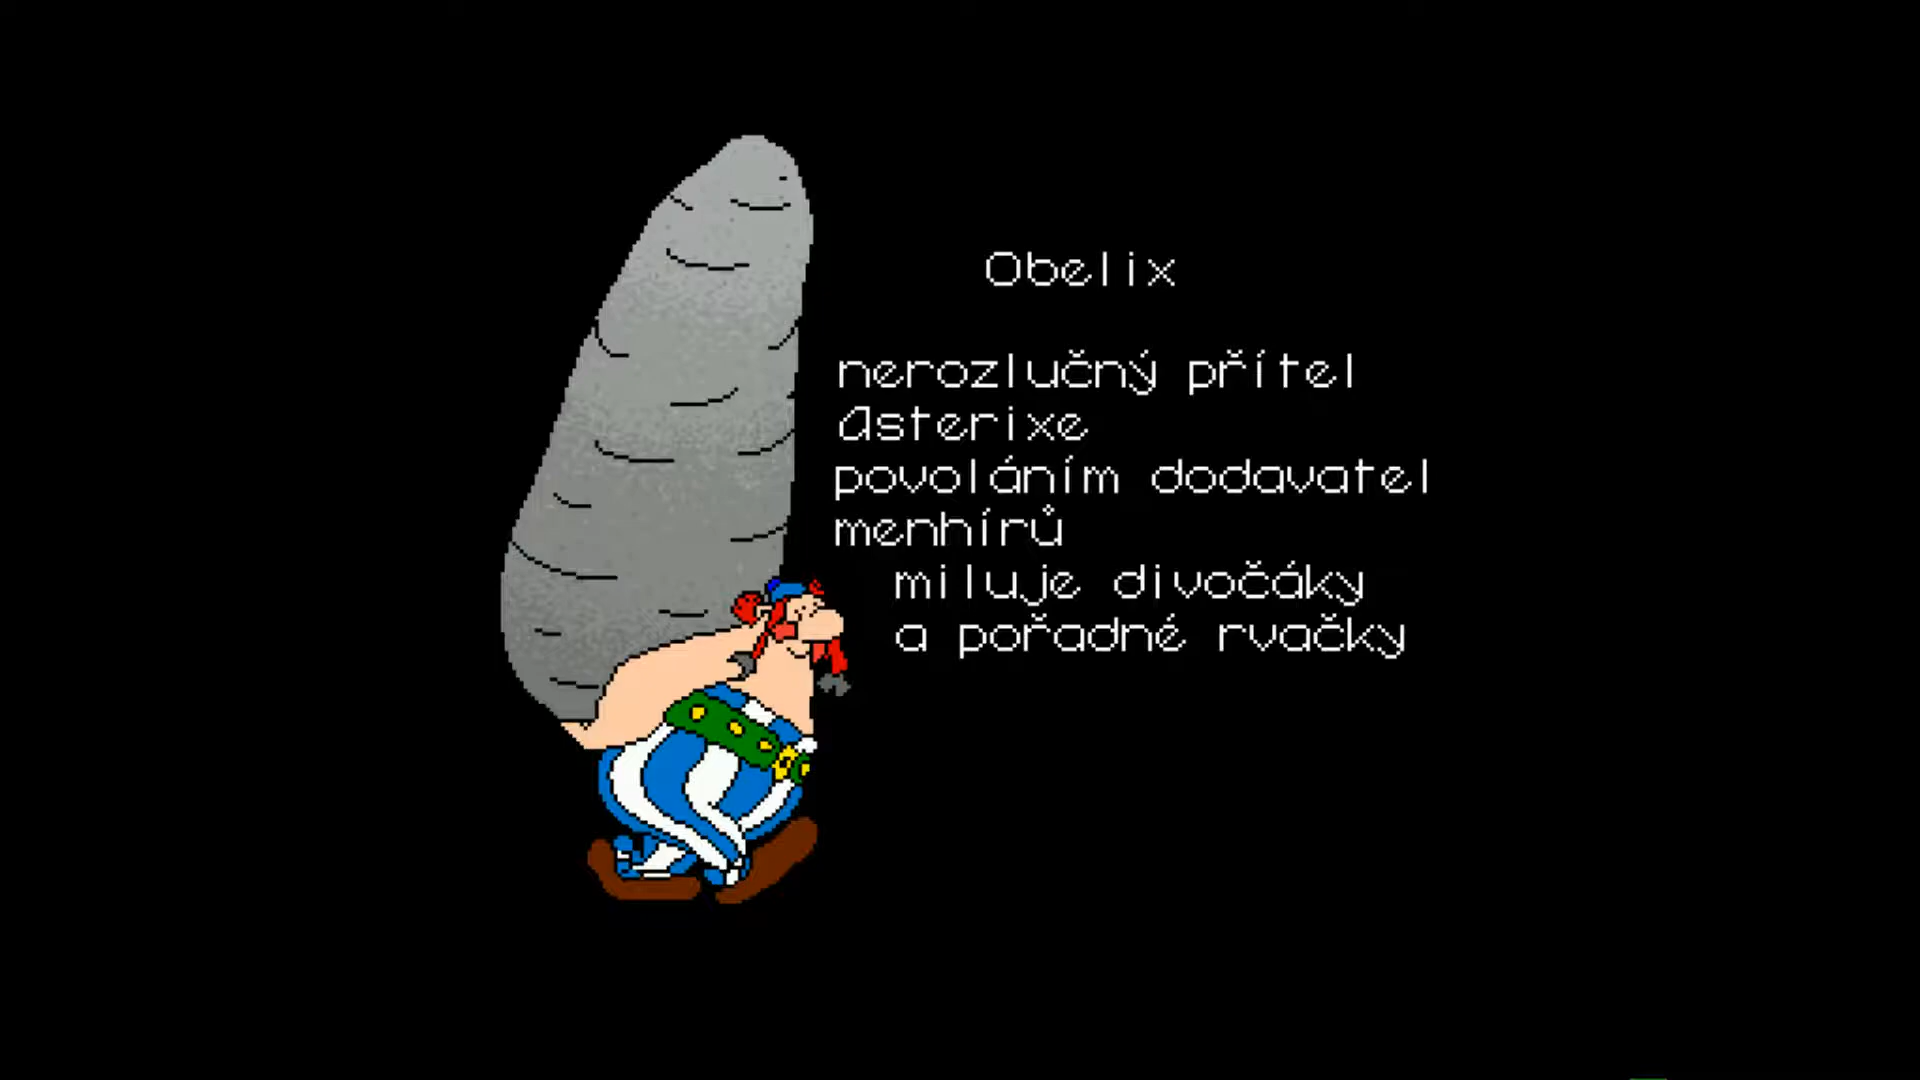 Obelix
nerozlučný přítel
Asterixe
povoláním dodavatel
menhírů
miluje divočáky
a pořadné rvačky